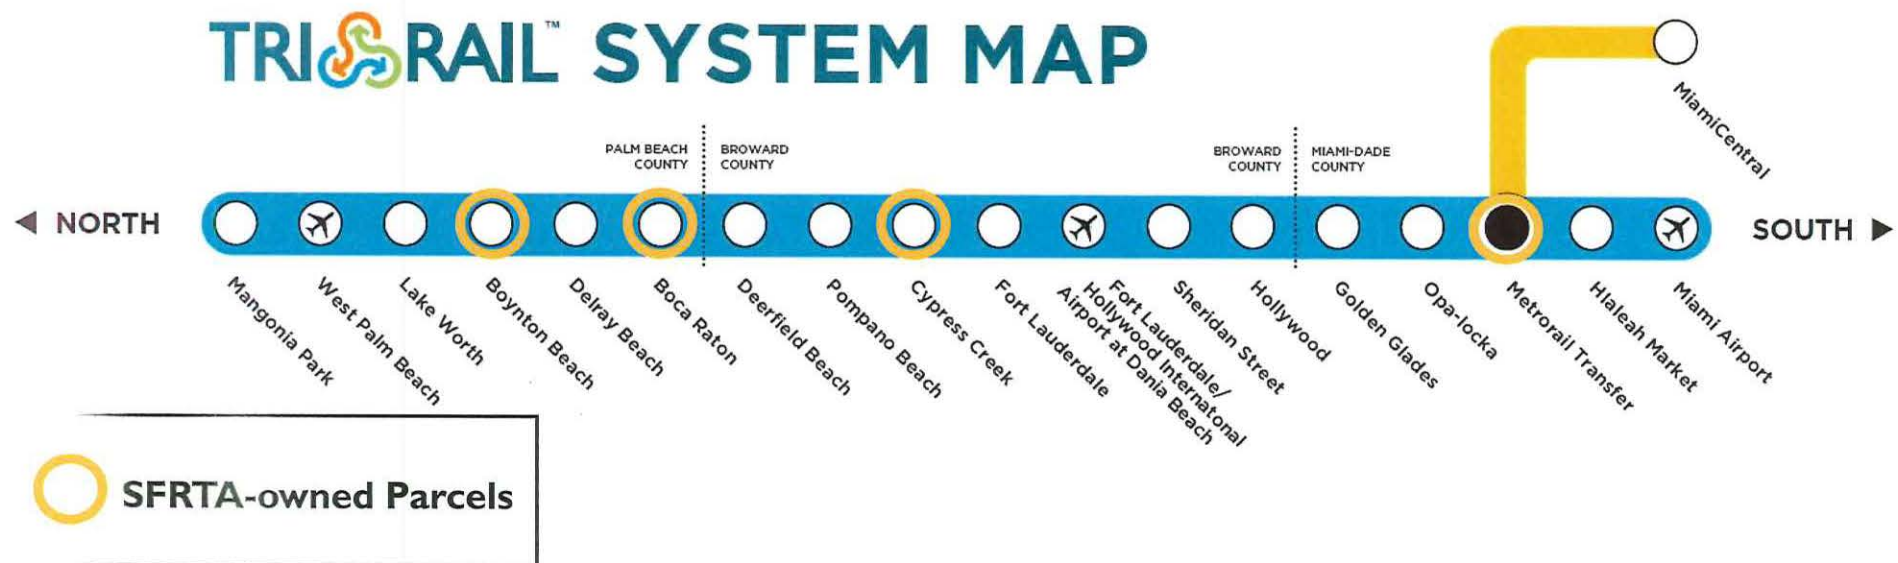 TRI RAIL™ SYSTEM MAP
MiamiCentral
PALM BEACH
COUNTY
BROWARD
COUNTY
BROWARD
COUNTY
MIAMI-DADE
COUNTY
NORTH
SOUTH
Mangonia Park
West Palm Beach
Lake Worth
Boynton Beach
Delray Beach
Boca Raton
Deerfield Beach
Pompano Beach
Cypress Creek
Fort Lauderdale
Fort Lauderdale/
Hollywood Internatonal
Airport at Dania Beach
Sheridan Street
Hollywood
Golden Glades
Opa-locka
Metrorail Transfer
Hialeah Market
Miami Airport
SFRTA-owned Parcels